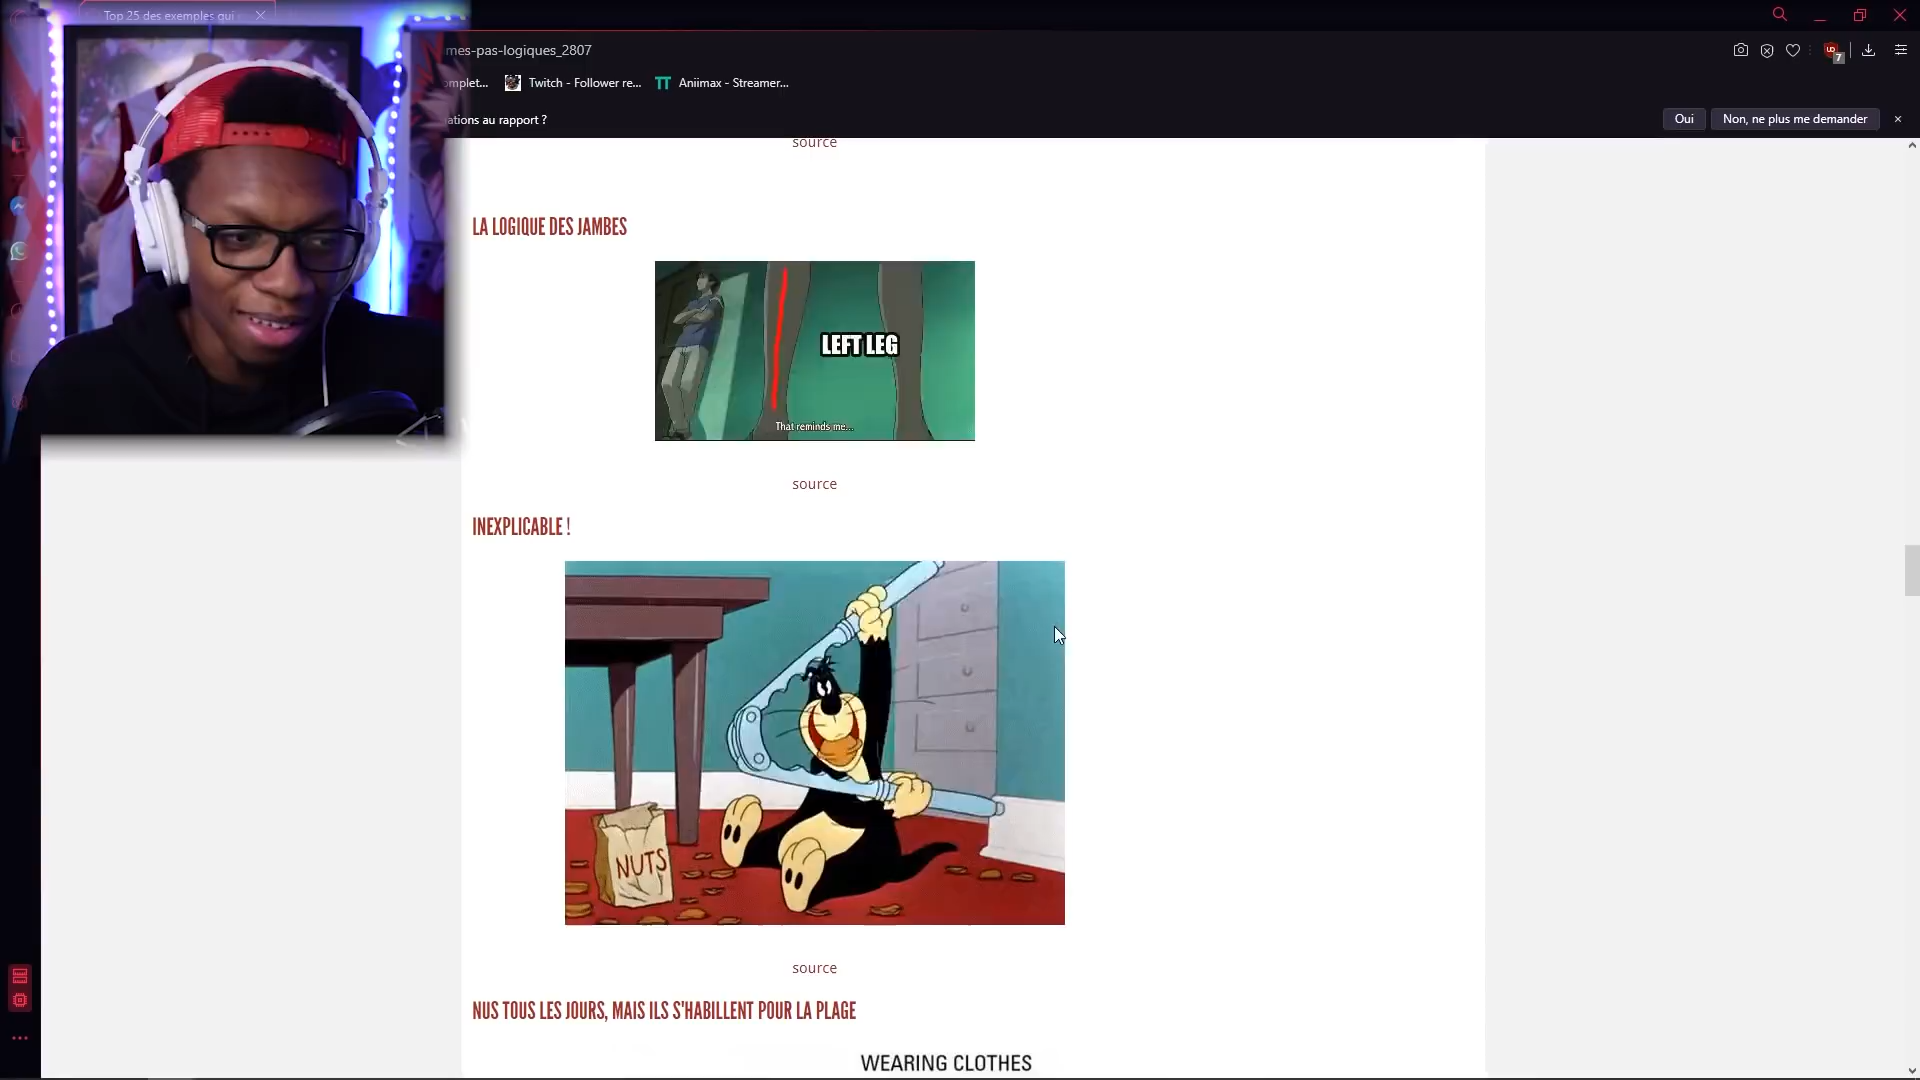 Top 25 des exemples qui
mes-pas-logiques_2807
omplet... Twitch - Follower re... Aniimax - Streamer...
ations au rapport ? Oui Non, ne plus me demander
7
source
LA LOGIQUE DES JAMBES
LEFT LEG
That reminds me...
source
INEXPLICABLE !
NUTS
source
NUS TOUS LES JOURS, MAIS ILS S'HABILLENT POUR LA PLAGE
WEARING CLOTHES